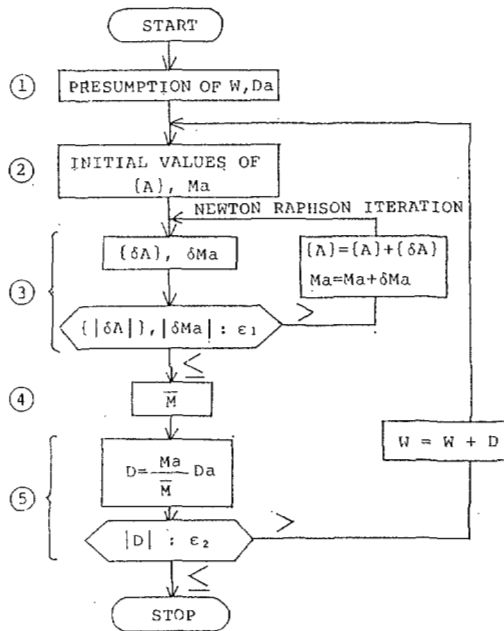 START
① PRESUMPTION OF W,Da
② INITIAL VALUES OF
{A}, Ma
NEWTON RAPHSON ITERATION
③ {δA}, δMa
{A}={A}+{δA}
Ma=Ma+δMa
{|δA|},|δMa| : ε₁ >
≤
④ M̅
⑤ D=Ma/M̅ Da
W = W + D
|D| : ε₂ >
≤
STOP